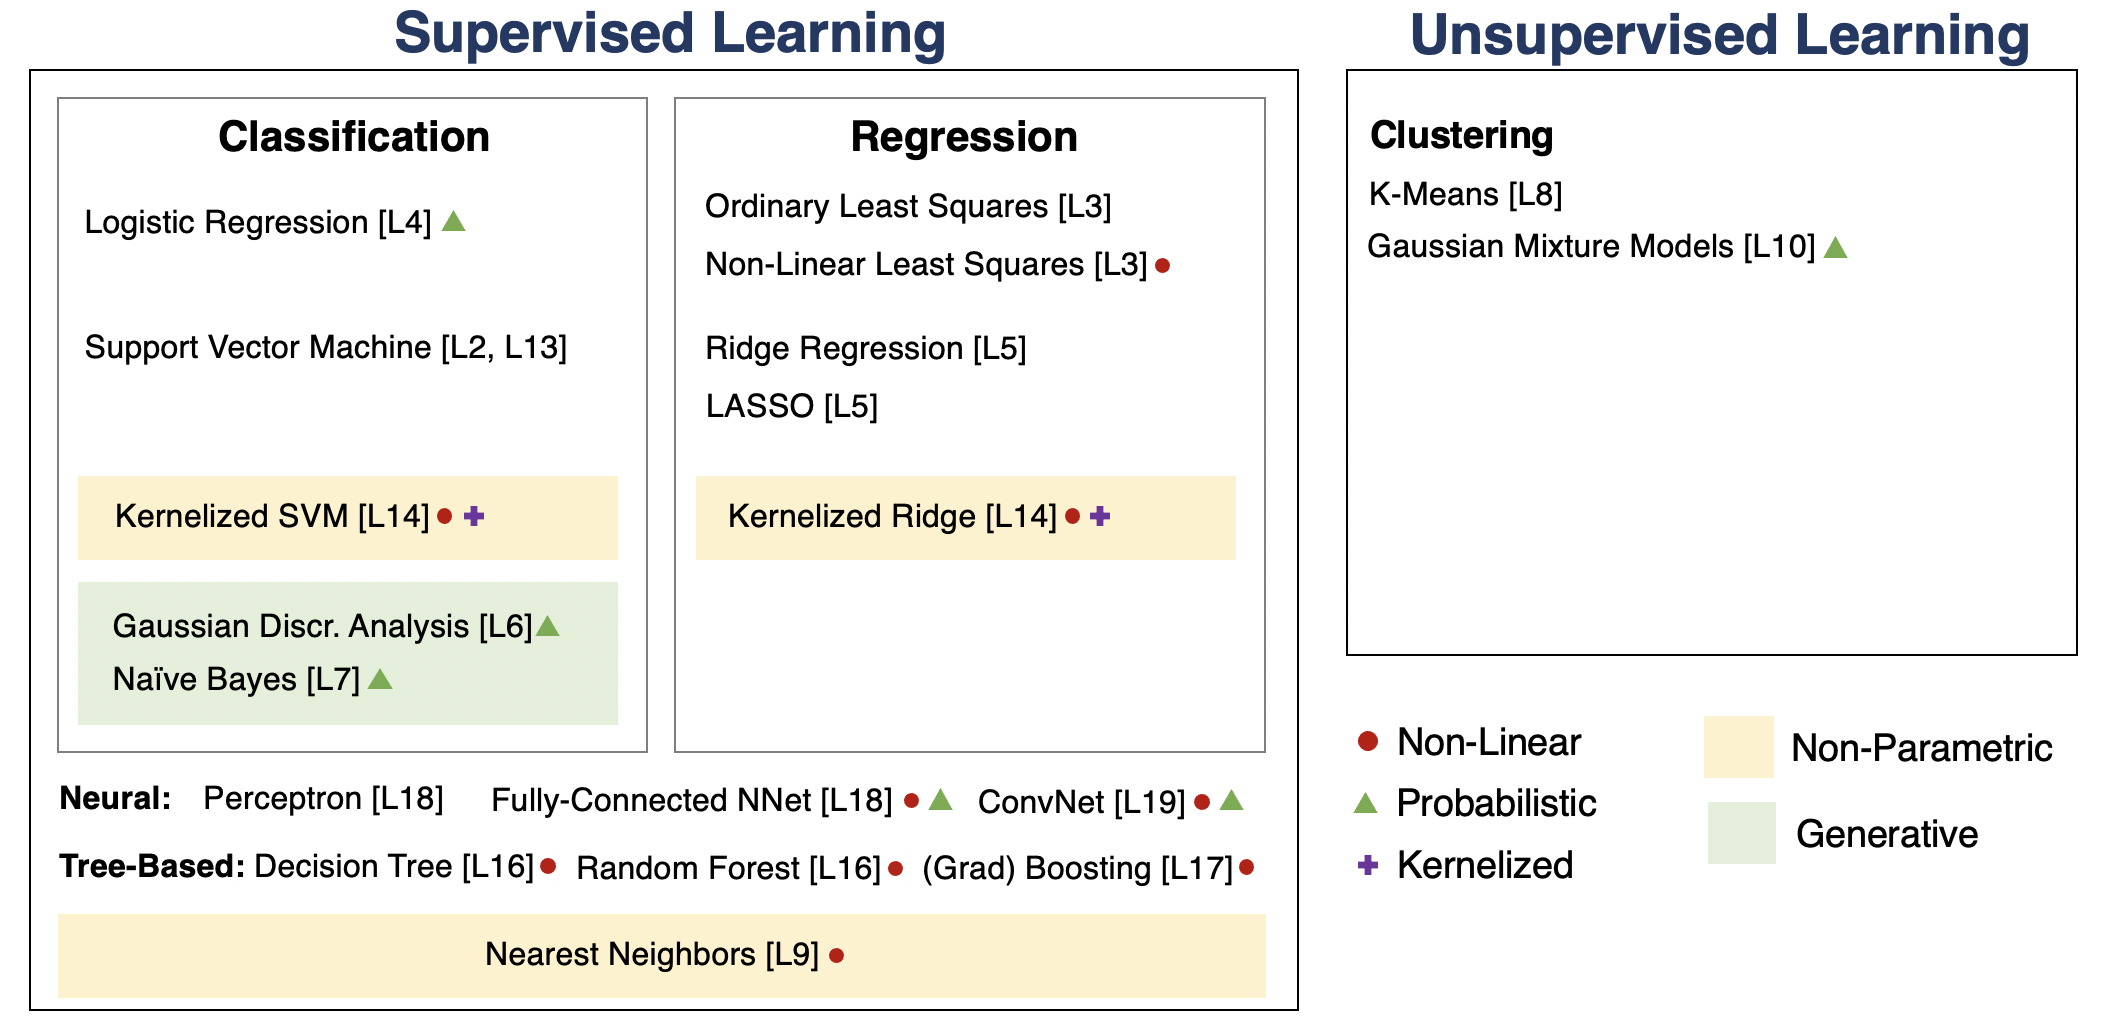 Supervised Learning
Classification
Logistic Regression [L4]
Support Vector Machine [L2, L13]
Kernelized SVM [L14]
Gaussian Discr. Analysis [L6]
Naïve Bayes [L7]
Regression
Ordinary Least Squares [L3]
Non-Linear Least Squares [L3]
Ridge Regression [L5]
LASSO [L5]
Kernelized Ridge [L14]
Neural: Perceptron [L18] Fully-Connected NNet [L18] ConvNet [L19]
Tree-Based: Decision Tree [L16] Random Forest [L16] (Grad) Boosting [L17]
Nearest Neighbors [L9]
Unsupervised Learning
Clustering
K-Means [L8]
Gaussian Mixture Models [L10]
Non-Linear
Probabilistic
Kernelized
Non-Parametric
Generative